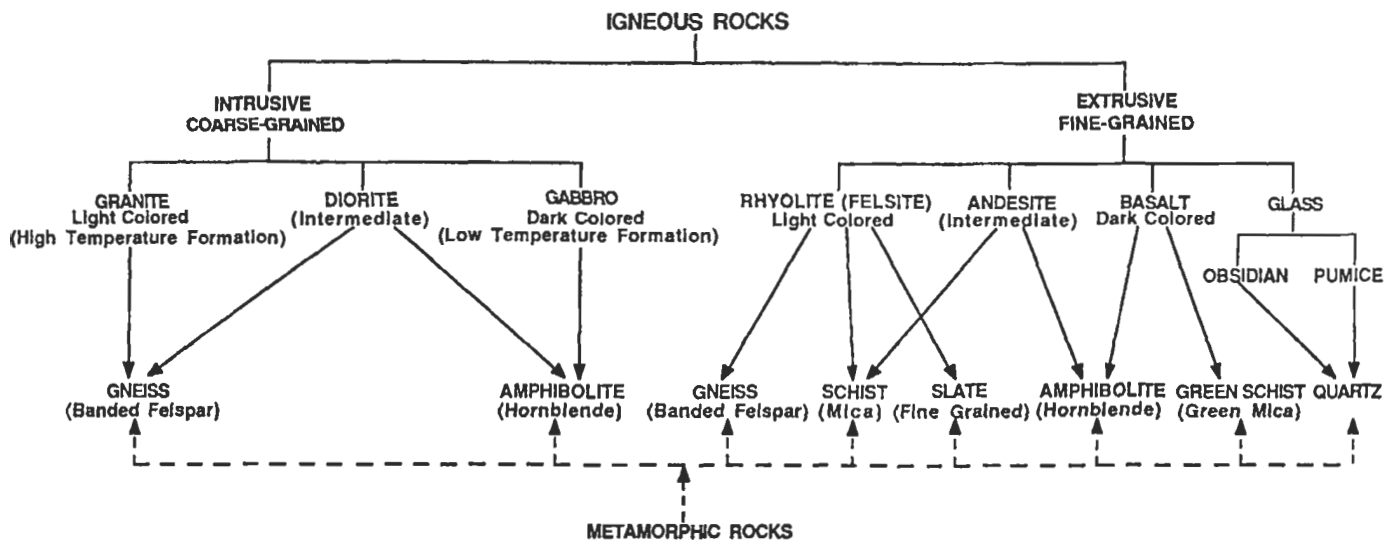 IGNEOUS ROCKS
INTRUSIVE
COARSE-GRAINED
EXTRUSIVE
FINE-GRAINED
GRANITE
Light Colored
(High Temperature Formation)
DIORITE
(Intermediate)
GABBRO
Dark Colored
(Low Temperature Formation)
RHYOLITE (FELSITE)
Light Colored
ANDESITE
(Intermediate)
BASALT
Dark Colored
GLASS
OBSIDIAN
PUMICE
GNEISS
(Banded Felspar)
AMPHIBOLITE
(Hornblende)
GNEISS
(Banded Felspar)
SCHIST
(Mica)
SLATE
(Fine Grained)
AMPHIBOLITE
(Hornblende)
GREEN SCHIST
(Green Mica)
QUARTZ
METAMORPHIC ROCKS